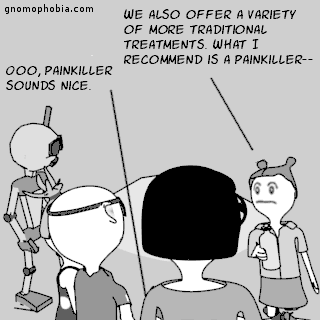 gnomophobia.com
WE ALSO OFFER A VARIETY
OF MORE TRADITIONAL
TREATMENTS. WHAT I
RECOMMEND IS A PAINKILLER--
OOO, PAINKILLER
SOUNDS NICE.